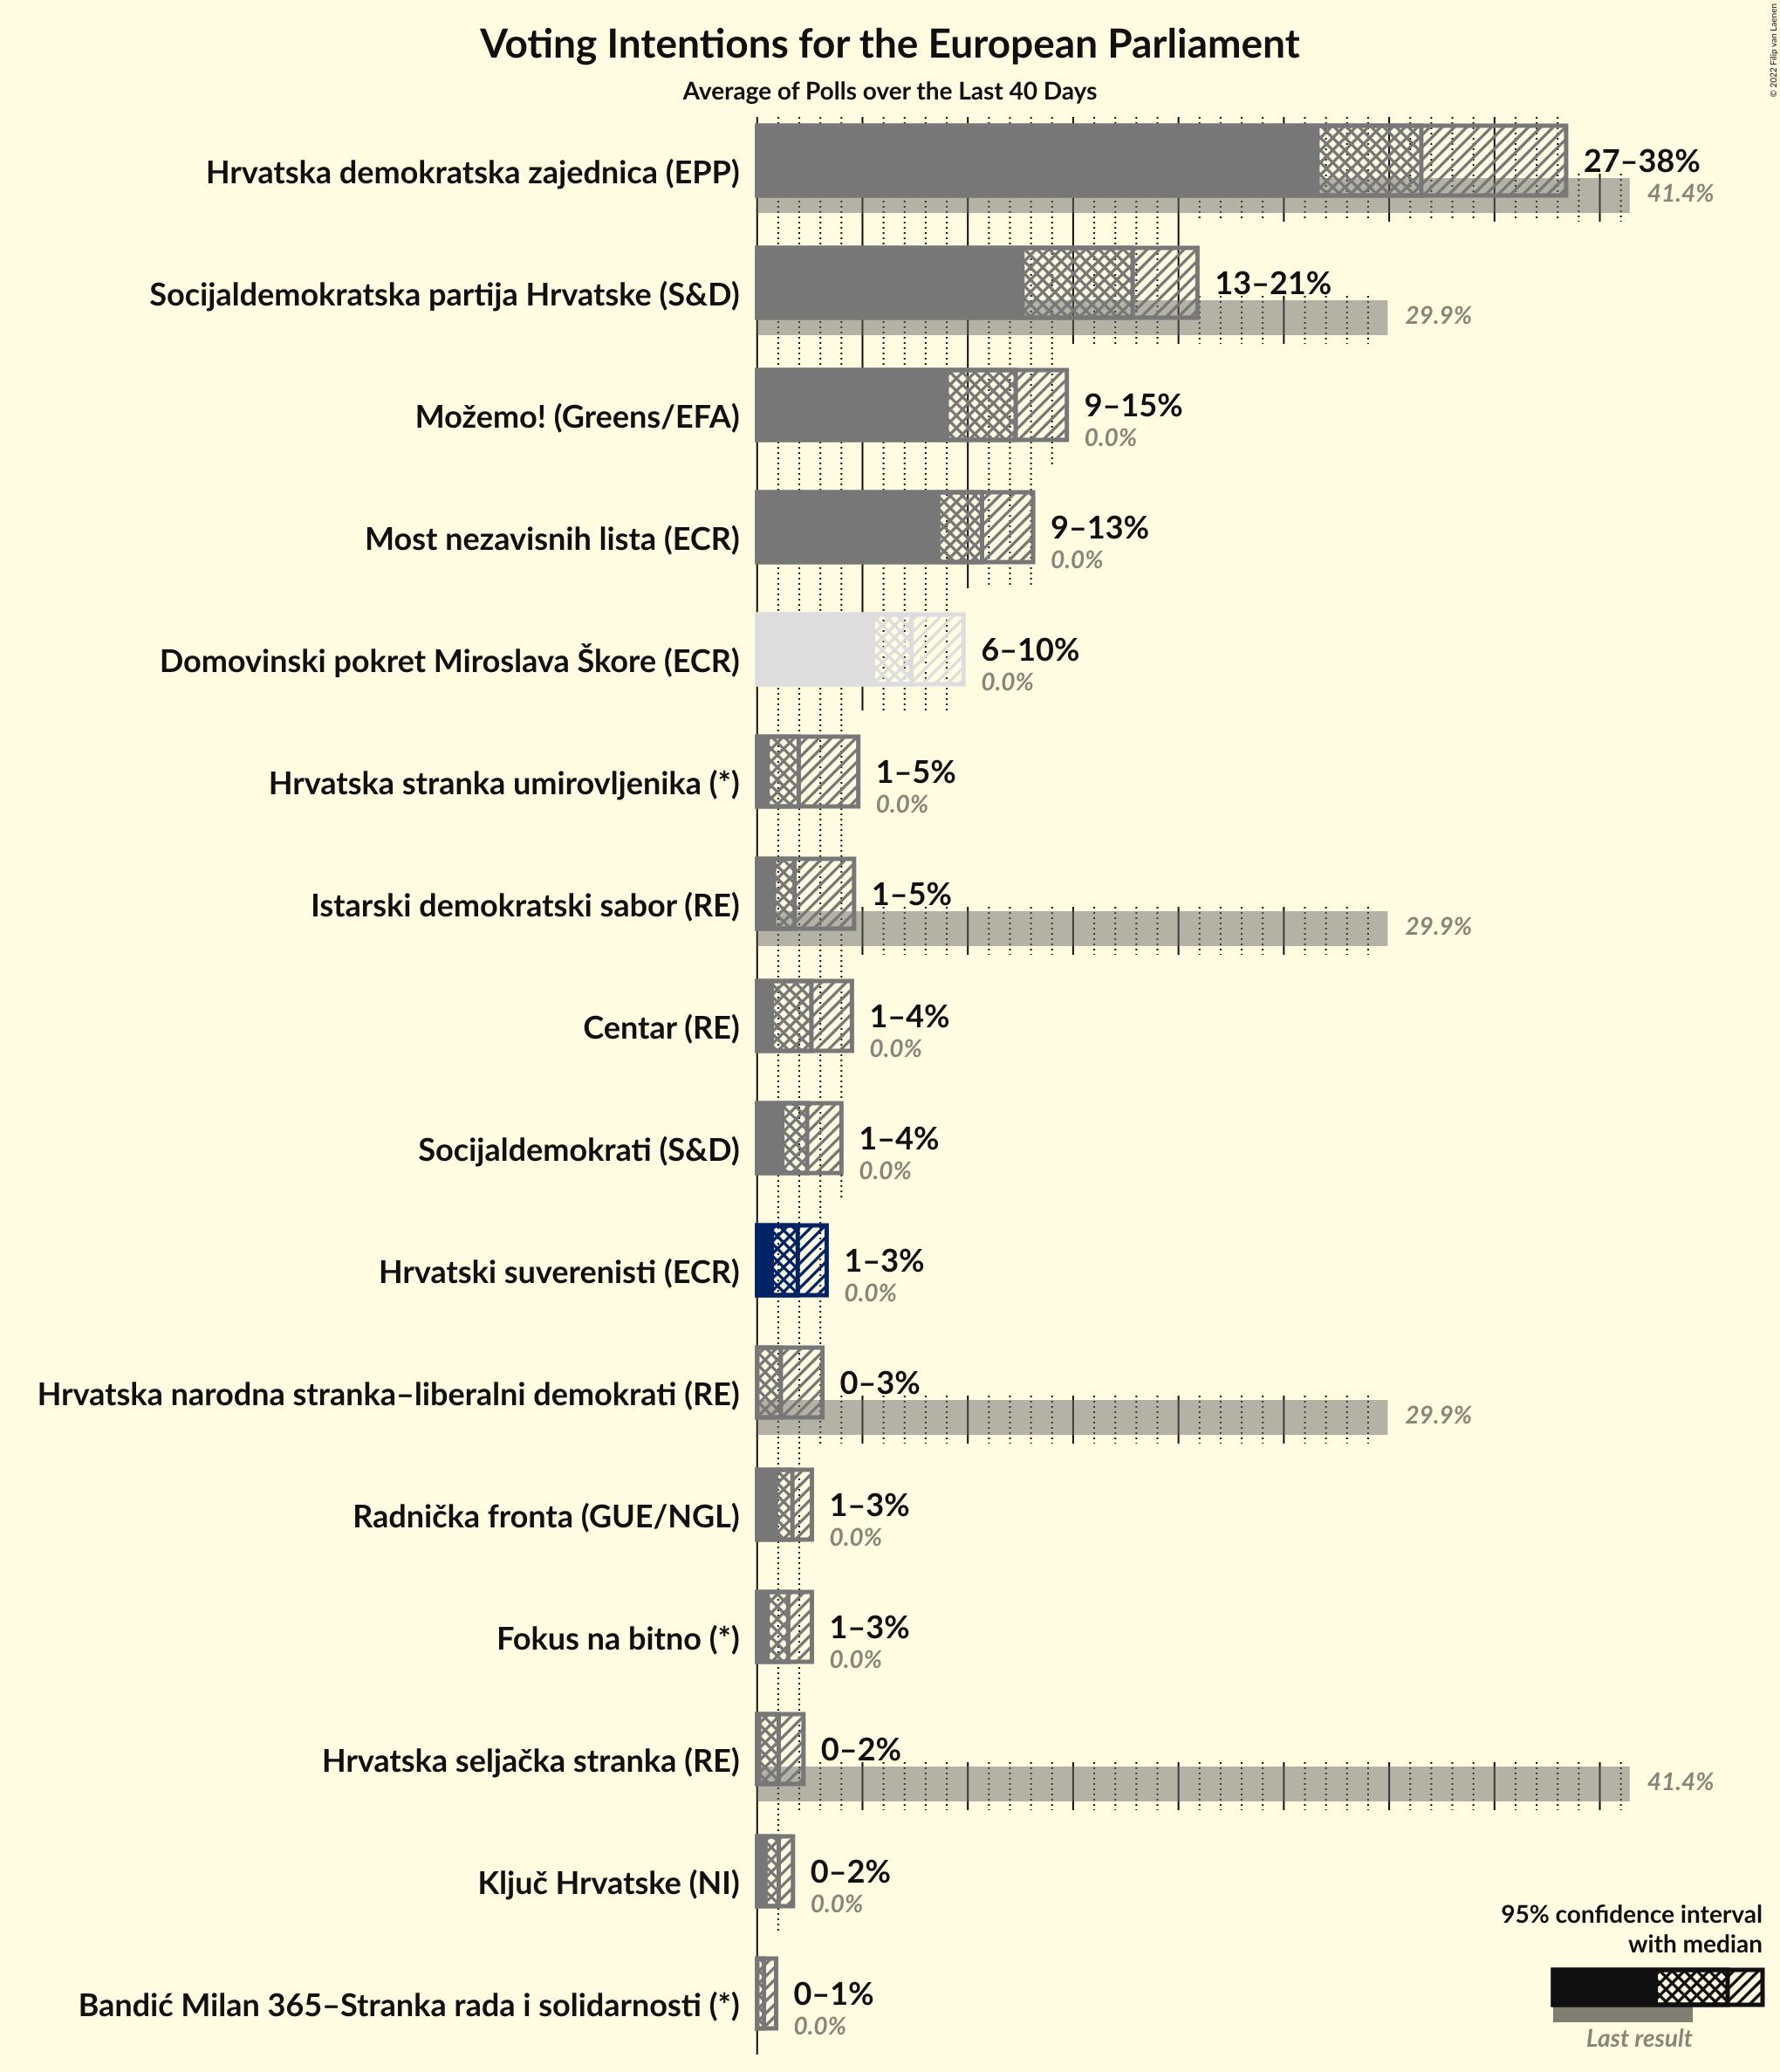 © 2022 Filip van Laenen
Voting Intentions for the European Parliament
Average of Polls over the Last 40 Days
Hrvatska demokratska zajednica (EPP)
27–38%
41.4%
Socijaldemokratska partija Hrvatske (S&D)
13–21%
29.9%
Možemo! (Greens/EFA)
9–15%
0.0%
Most nezavisnih lista (ECR)
9–13%
0.0%
Domovinski pokret Miroslava Škore (ECR)
6–10%
0.0%
Hrvatska stranka umirovljenika (*)
1–5%
0.0%
Istarski demokratski sabor (RE)
1–5%
29.9%
Centar (RE)
1–4%
0.0%
Socijaldemokrati (S&D)
1–4%
0.0%
Hrvatski suverenisti (ECR)
1–3%
0.0%
Hrvatska narodna stranka–liberalni demokrati (RE)
0–3%
29.9%
Radnička fronta (GUE/NGL)
1–3%
0.0%
Fokus na bitno (*)
1–3%
0.0%
Hrvatska seljačka stranka (RE)
0–2%
41.4%
Ključ Hrvatske (NI)
0–2%
0.0%
Bandić Milan 365–Stranka rada i solidarnosti (*)
0–1%
0.0%
95% confidence interval
with median
Last result